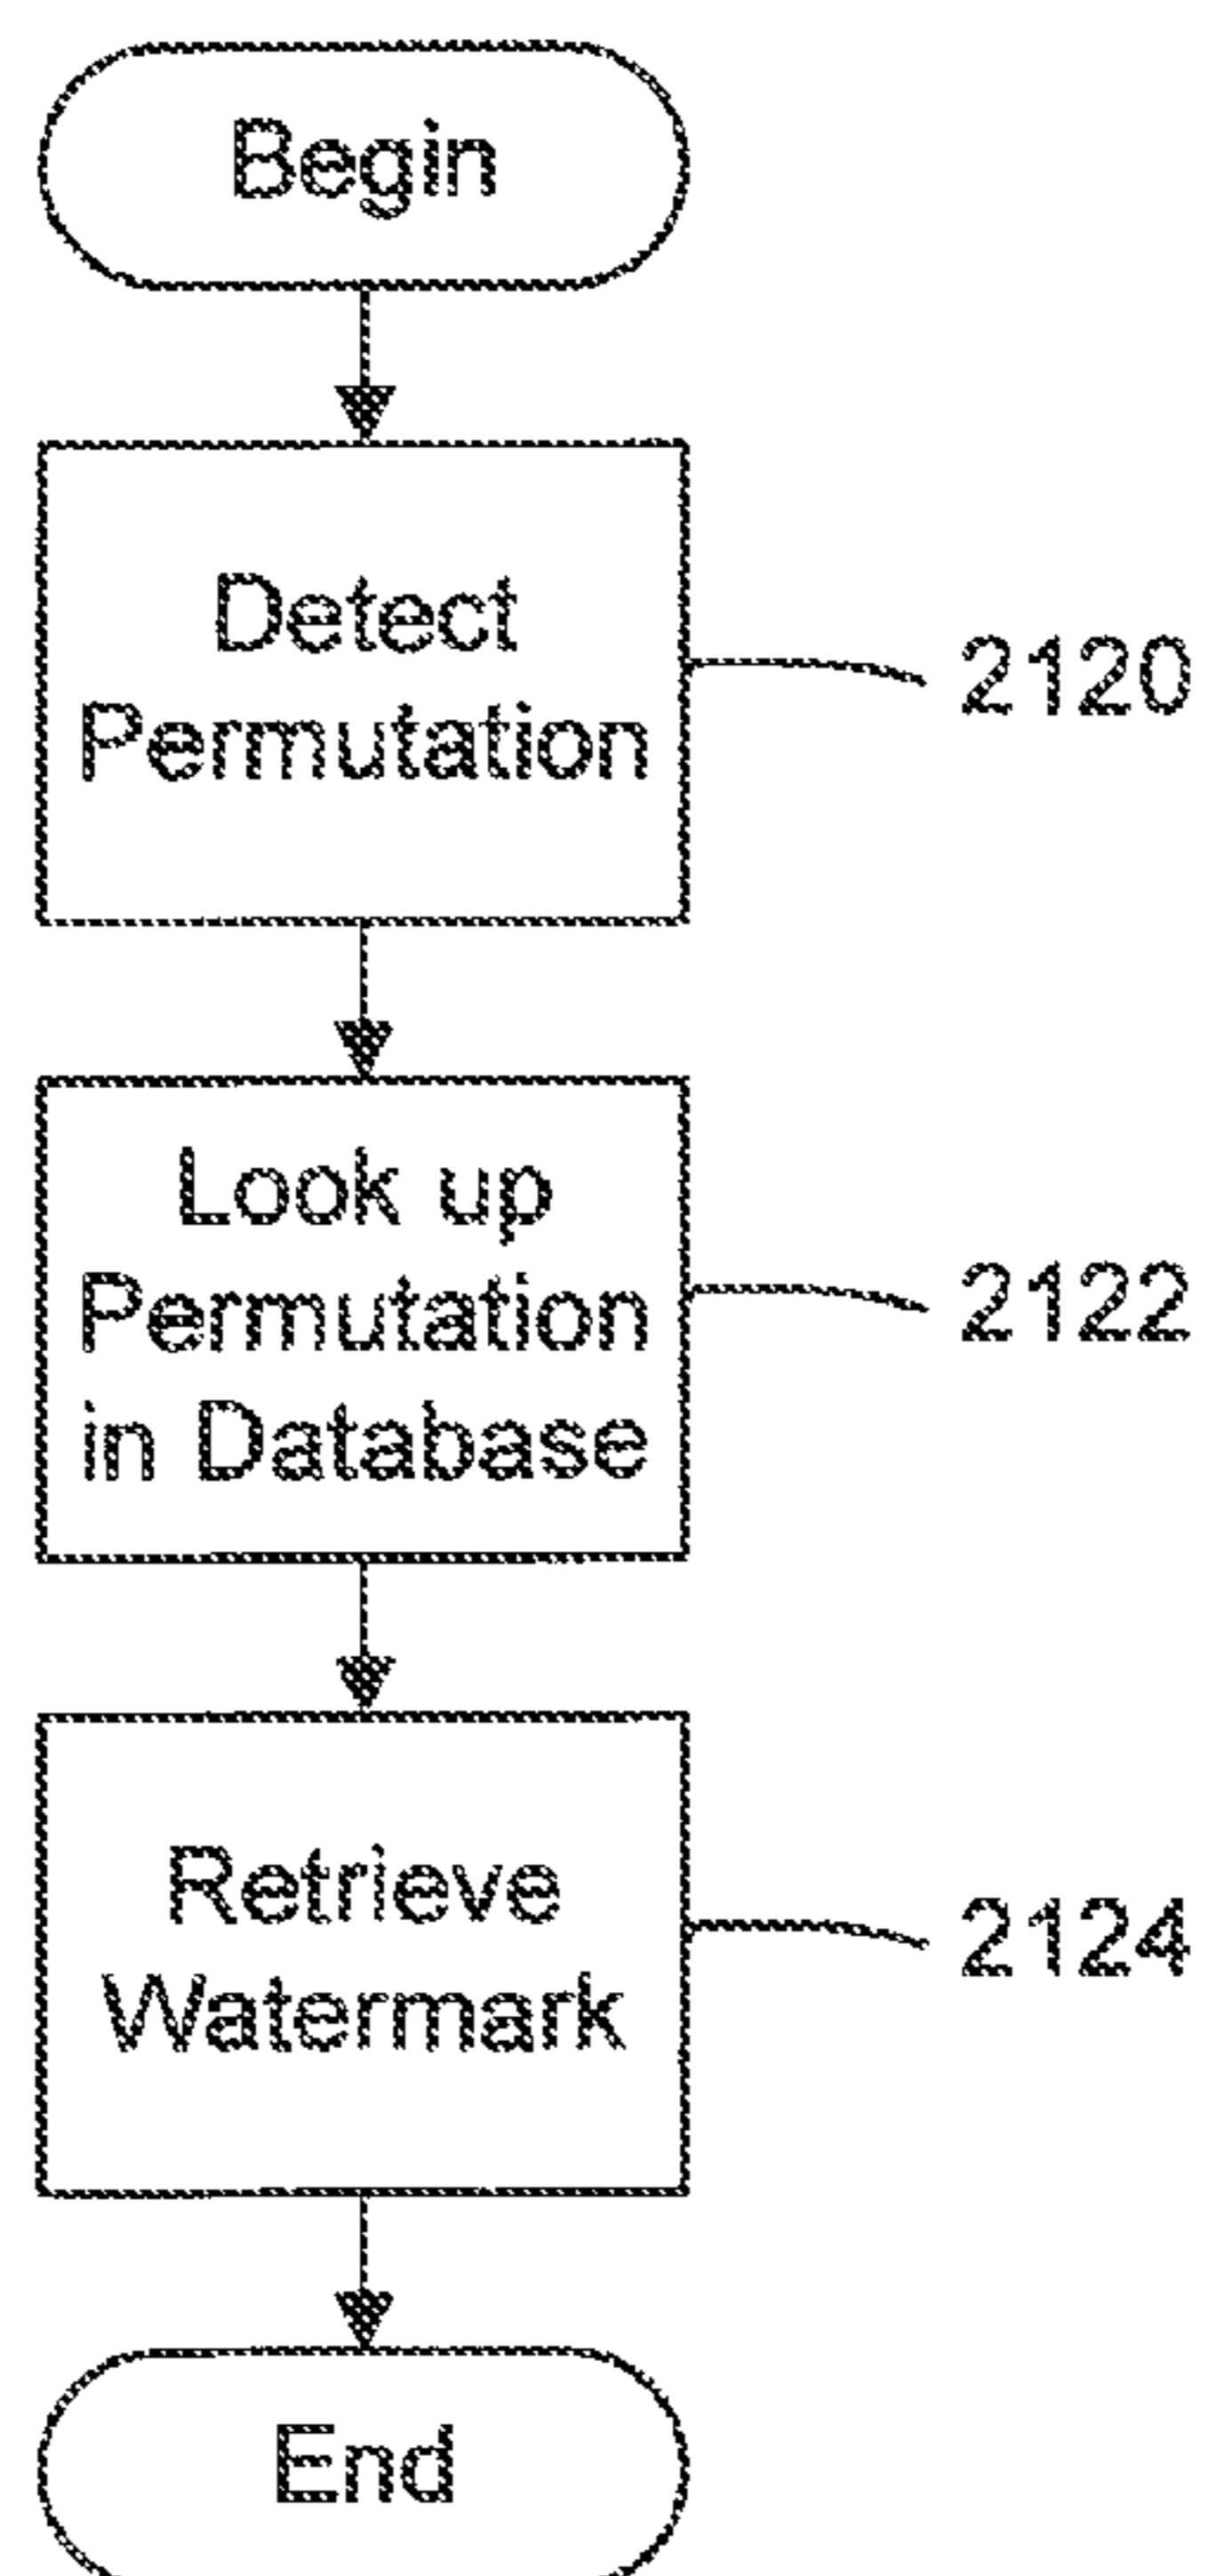 Begin
Detect
Permutation
2120
Look up
Permutation
in Database
2122
Retrieve
Watermark
2124
End